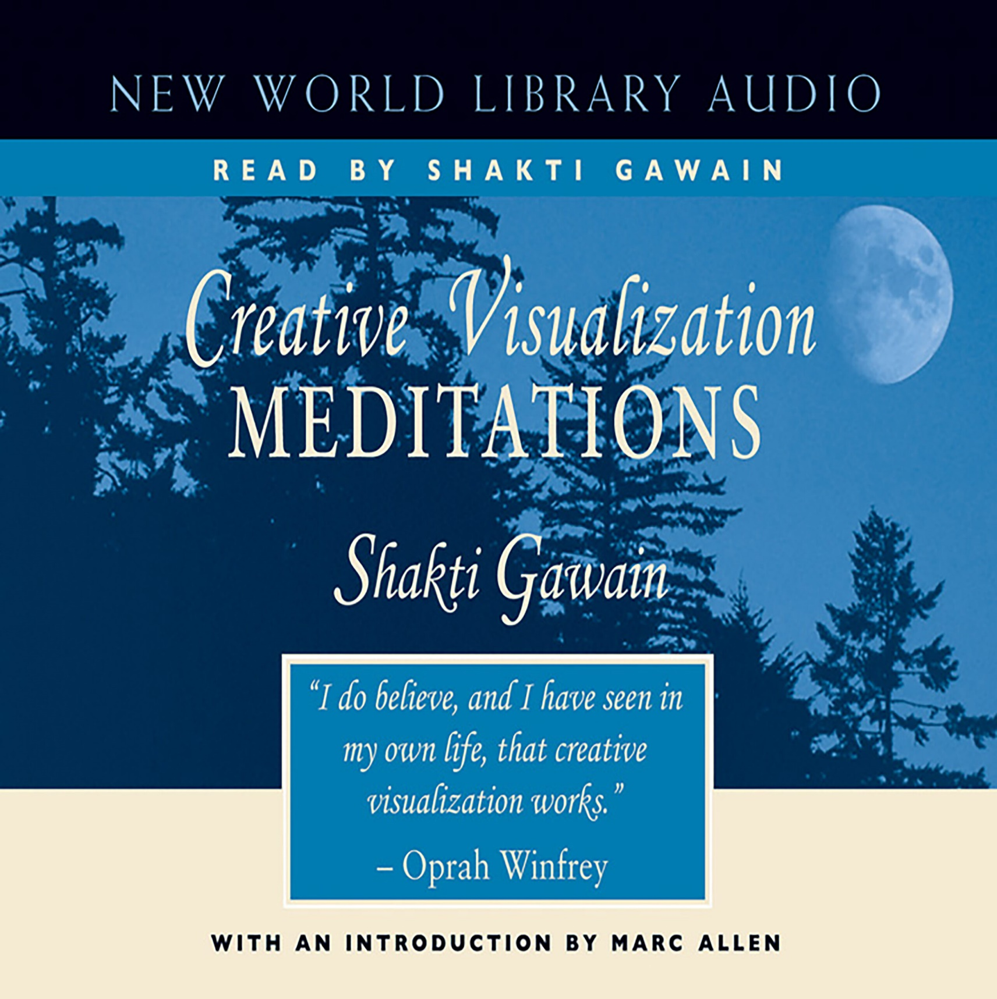 NEW WORLD LIBRARY AUDIO
READ BY SHAKTI GAWAIN
Creative Visualization
MEDITATIONS
Shakti Gawain
“I do believe, and I have seen in
my own life, that creative
visualization works.”
– Oprah Winfrey
WITH AN INTRODUCTION BY MARC ALLEN